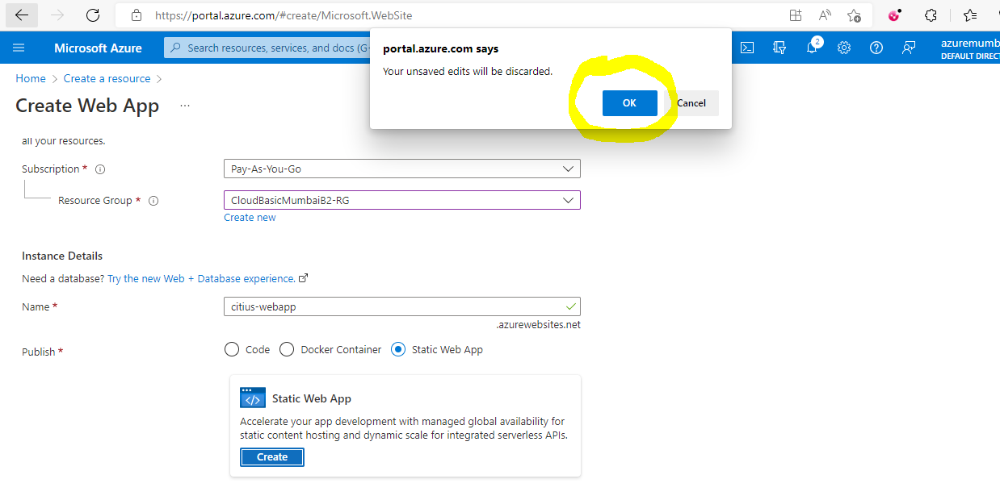 https://portal.azure.com/#create/Microsoft.WebSite
Microsoft Azure
Search resources, services, and docs (G
2
azuremumb
DEFAULT DIRECT
portal.azure.com says
Your unsaved edits will be discarded.
OK
Cancel
Home > Create a resource >
Create Web App ...
all your resources.
Subscription *
Pay-As-You-Go
Resource Group *
CloudBasicMumbaiB2-RG
Create new
Instance Details
Need a database? Try the new Web + Database experience.
Name *
citius-webapp
.azurewebsites.net
Publish *
Code
Docker Container
Static Web App
Static Web App
Accelerate your app development with managed global availability for
static content hosting and dynamic scale for integrated serverless APIs.
Create